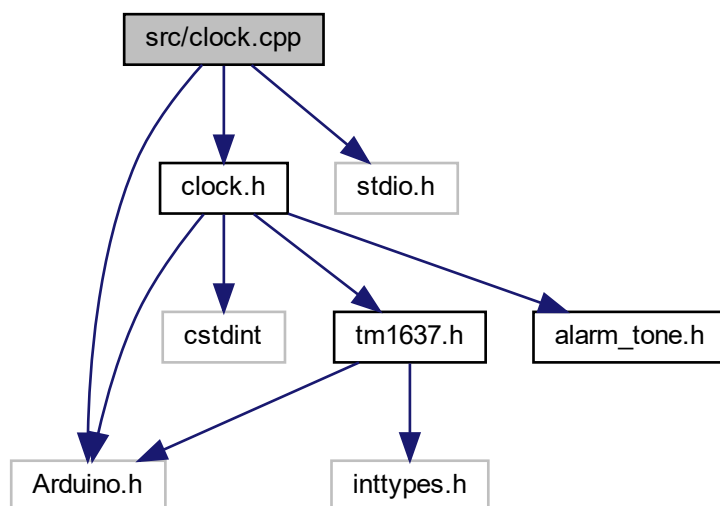 src/clock.cpp
clock.h
stdio.h
cstdint
tm1637.h
alarm_tone.h
Arduino.h
inttypes.h